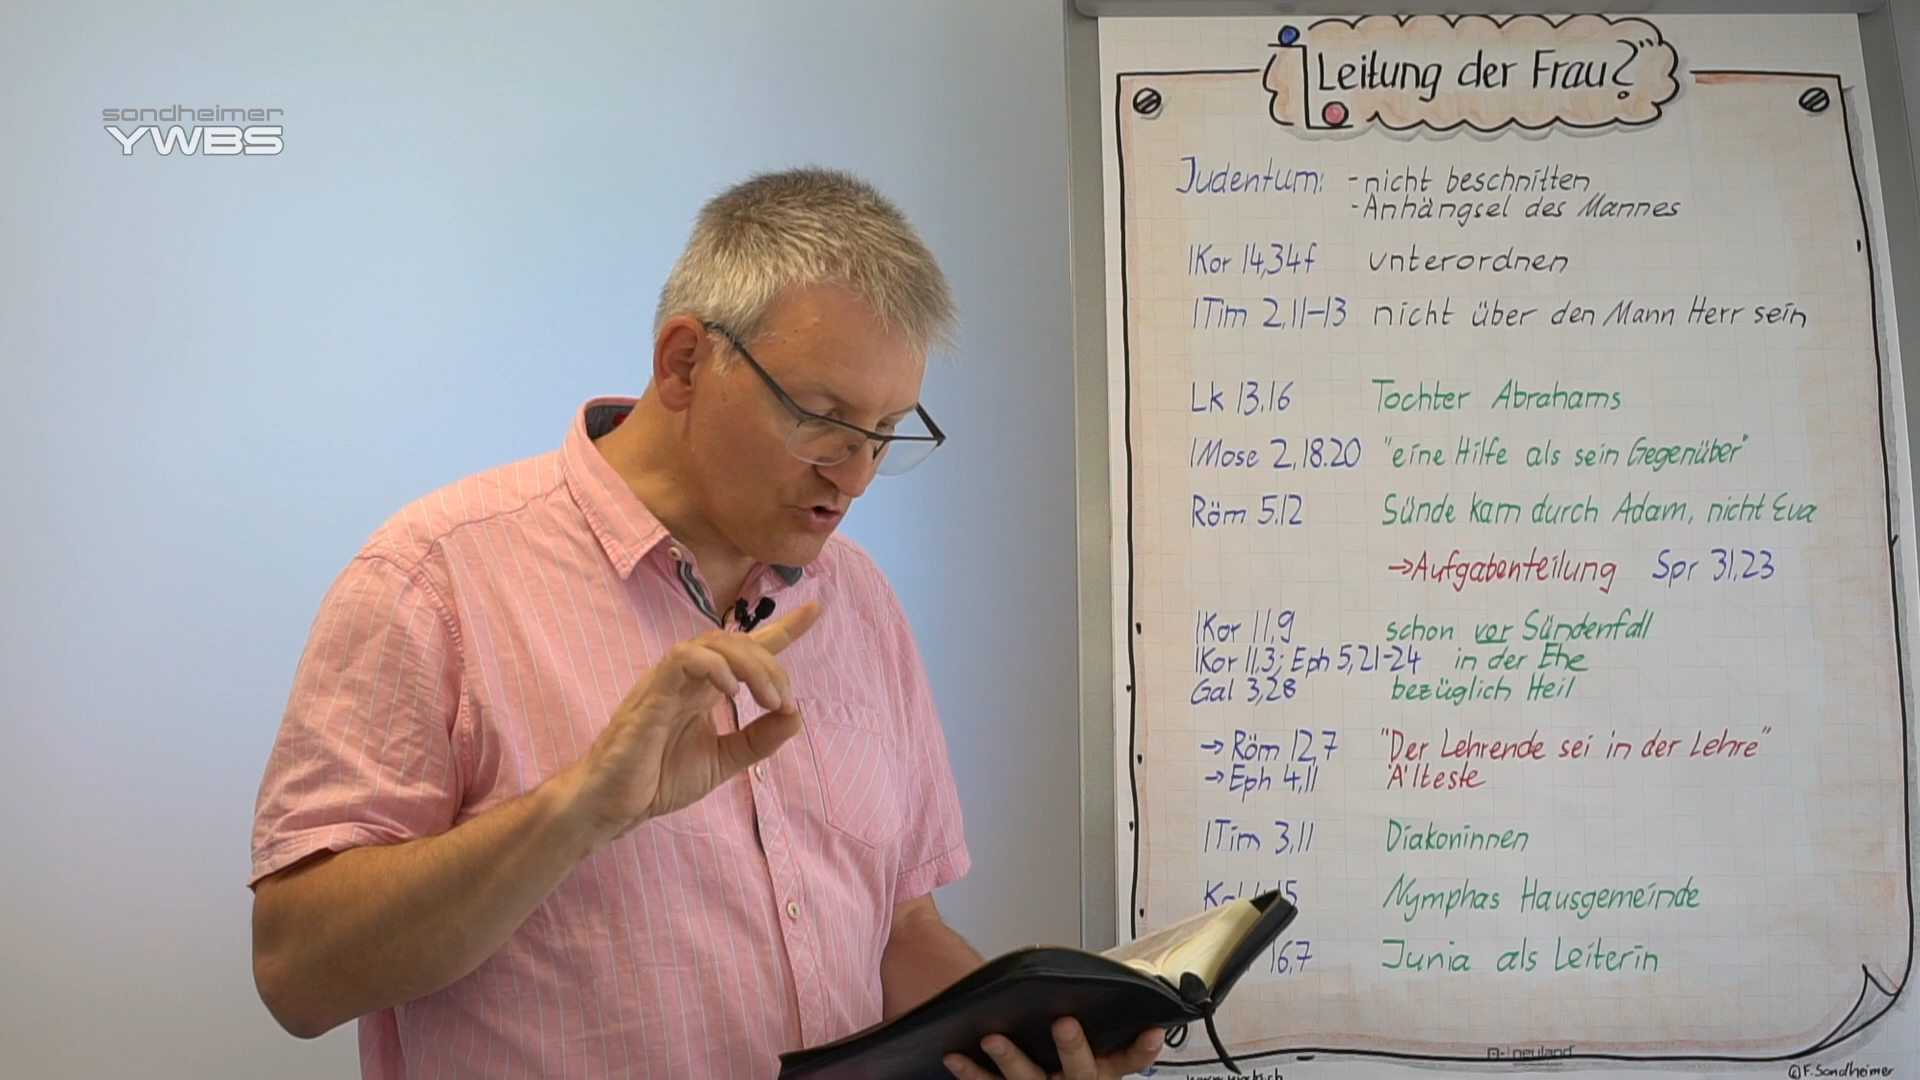 sondheimer
YWBS
Leitung der Frau?
Judentum: - nicht beschnitten
- Anhängsel des Mannes
1Kor 14,34f unterordnen
1Tim 2,11-13 nicht über den Mann Herr sein
Lk 13,16 Tochter Abrahams
1Mose 2,18.20 "eine Hilfe als sein Gegenüber"
Röm 5,12 Sünde kam durch Adam, nicht Eva
→Aufgabenteilung Spr 31,23
1Kor 11,9 schon vor Sündenfall
1Kor 11,3; Eph 5,21-24 in der Ehe
Gal 3,28 bezüglich Heil
→ Röm 12,7 "Der Lehrende sei in der Lehre"
→ Eph 4,11 Älteste
1Tim 3,11 Diakoninnen
Nymphas Hausgemeinde
16,7 Junia als Leiterin
neuland
©F.Sondheimer